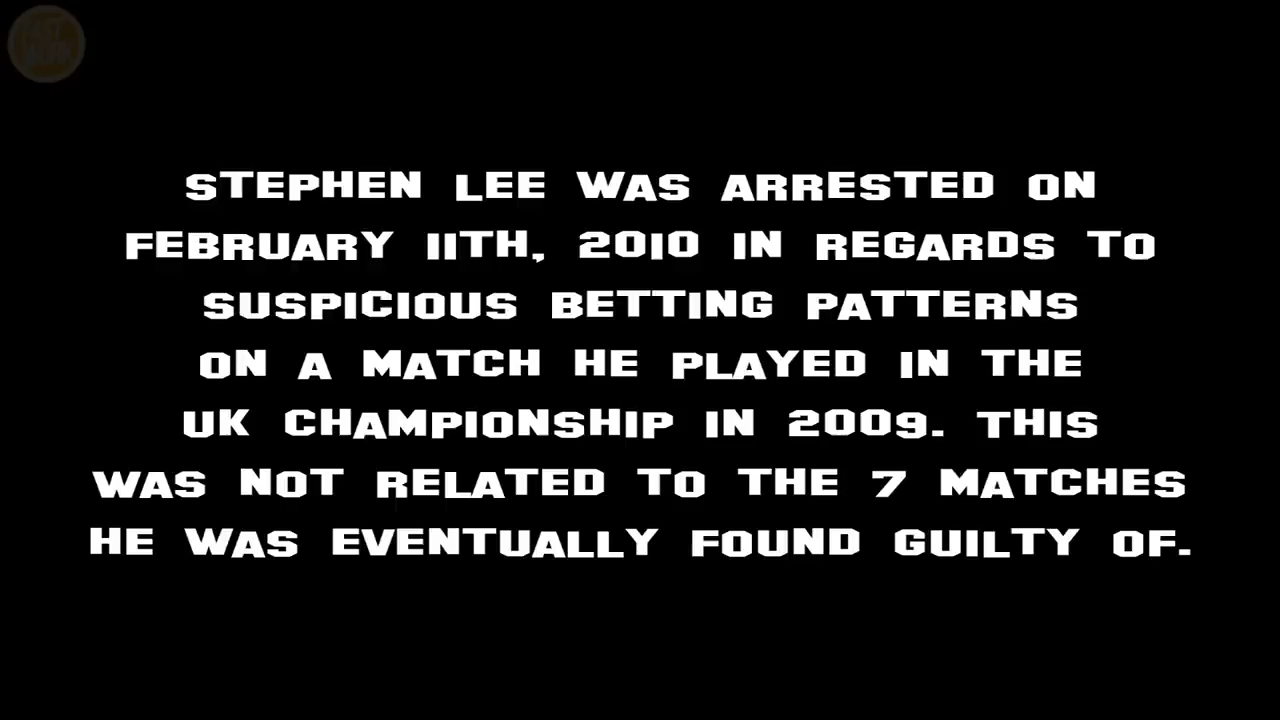 STEPHEN LEE WAS ARRESTED ON
FEBRUARY 11TH, 2010 IN REGARDS TO
SUSPICIOUS BETTING PATTERNS
ON A MATCH HE PLAYED IN THE
UK CHAMPIONSHIP IN 2009. THIS
WAS NOT RELATED TO THE 7 MATCHES
HE WAS EVENTUALLY FOUND GUILTY OF.